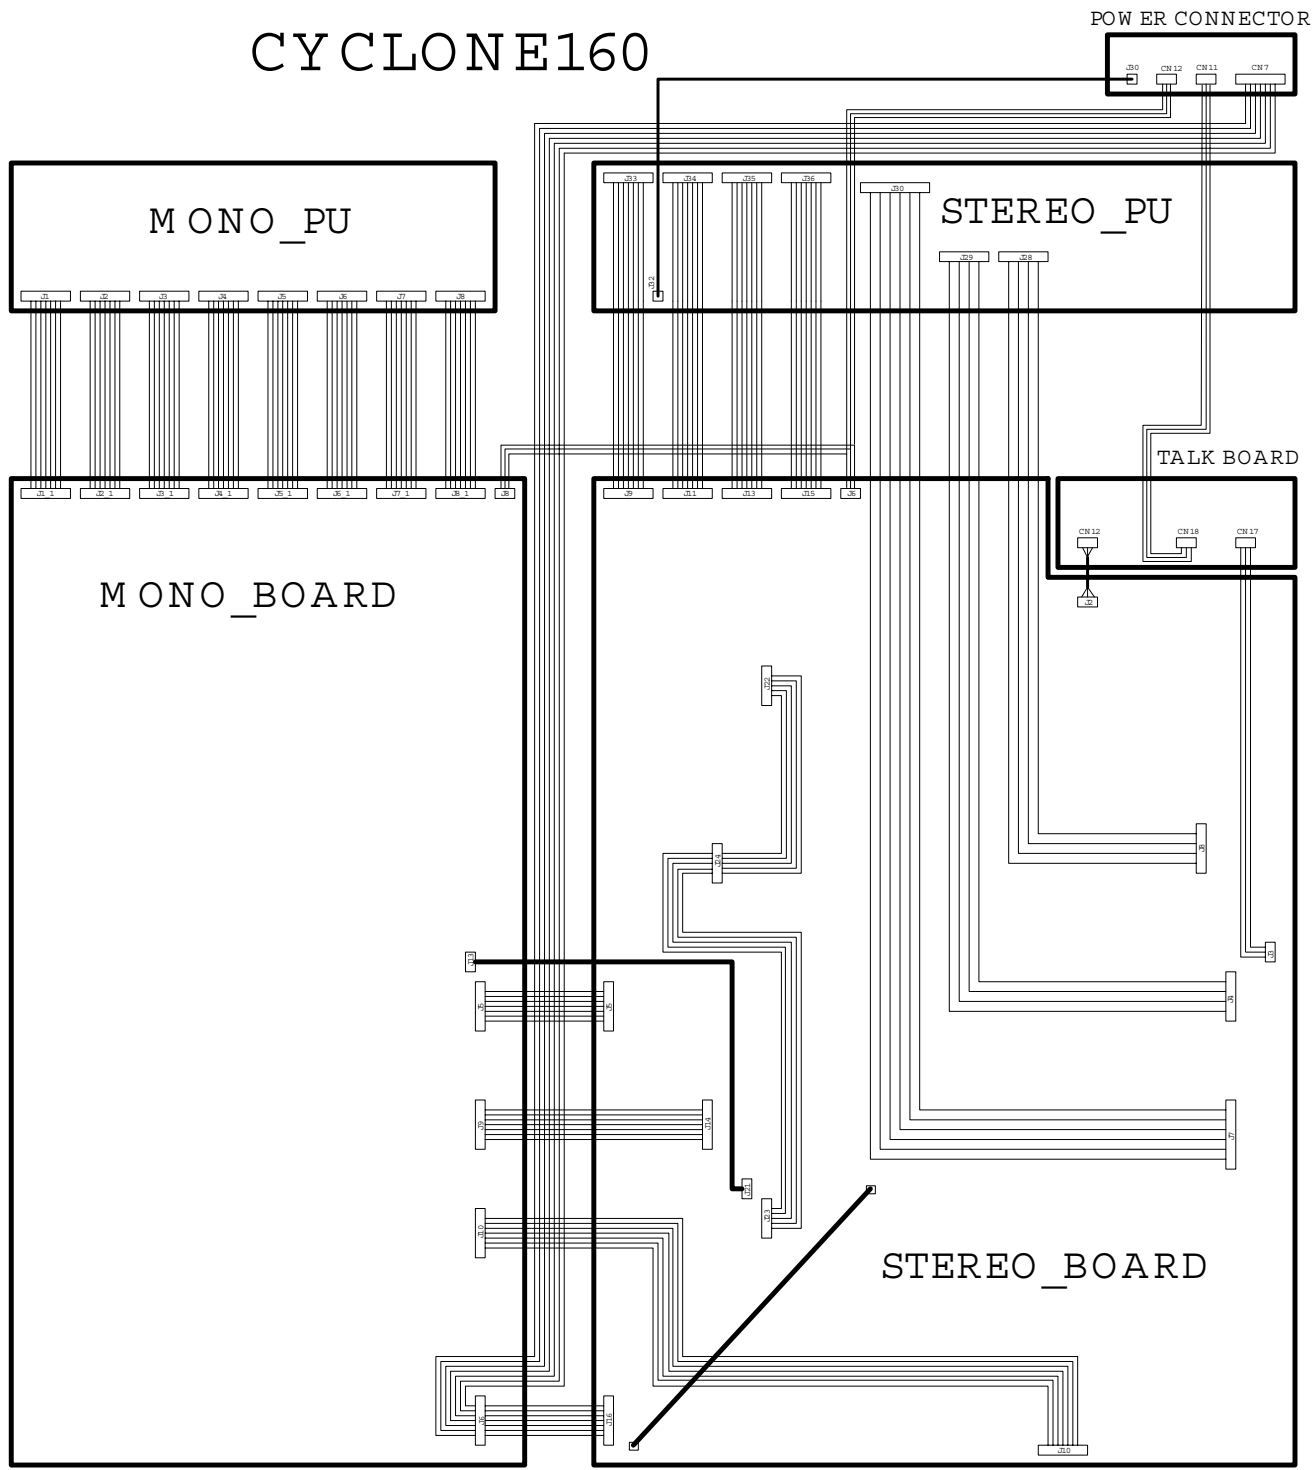 POWER CONNECTOR
CYCLONE160
J30 CN12 CN11 CN7
J33 J34 J35 J36 J30
MONO_PU
STEREO_PU
J29 J28
J32
J1 J2 J3 J4 J5 J6 J7 J8
TALK BOARD
J1_1 J2_1 J3_1 J4_1 J5_1 J6_1 J7_1 J8_1 J8
J9 J11 J13 J15 J6
CN12 CN18 CN17
MONO_BOARD
J2
J22
J24
J8
J3
J13
J5 J5
J4
J9 J14
J7
J21
J23
J10
STEREO_BOARD
J6 J16
J10